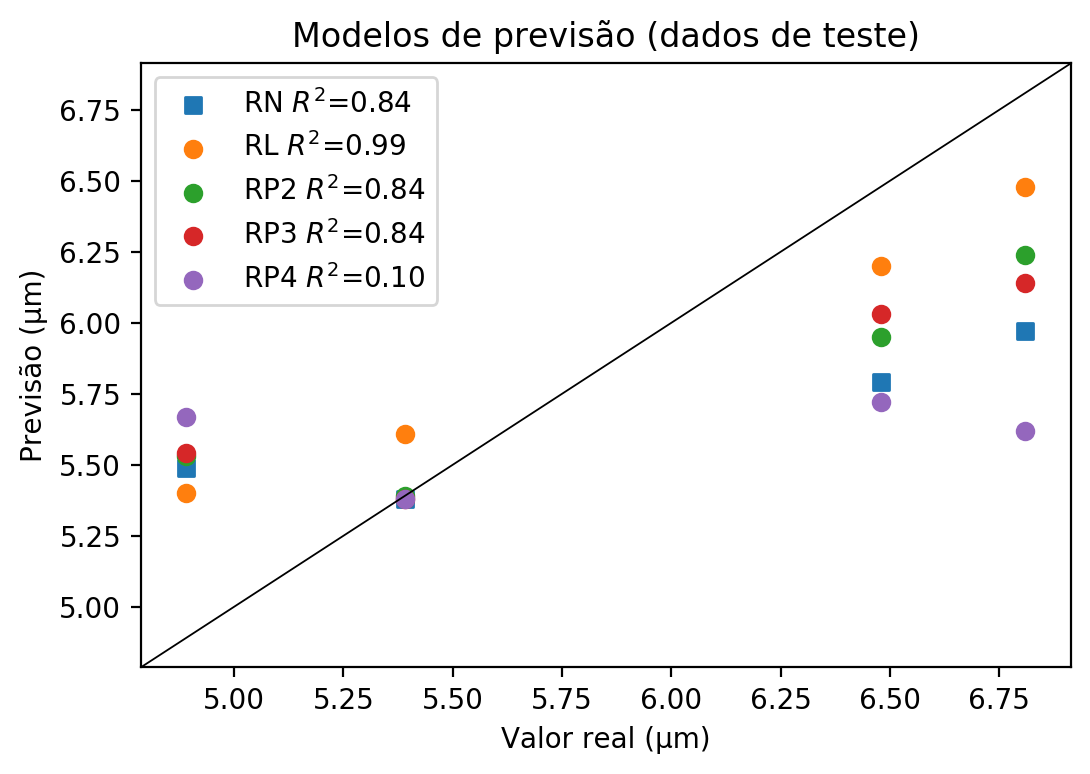 Modelos de previsão (dados de teste)
RN R²=0.84
RL R²=0.99
RP2 R²=0.84
RP3 R²=0.84
RP4 R²=0.10
Previsão (µm)
6.75
6.50
6.25
6.00
5.75
5.50
5.25
5.00
5.00 5.25 5.50 5.75 6.00 6.25 6.50 6.75
Valor real (µm)